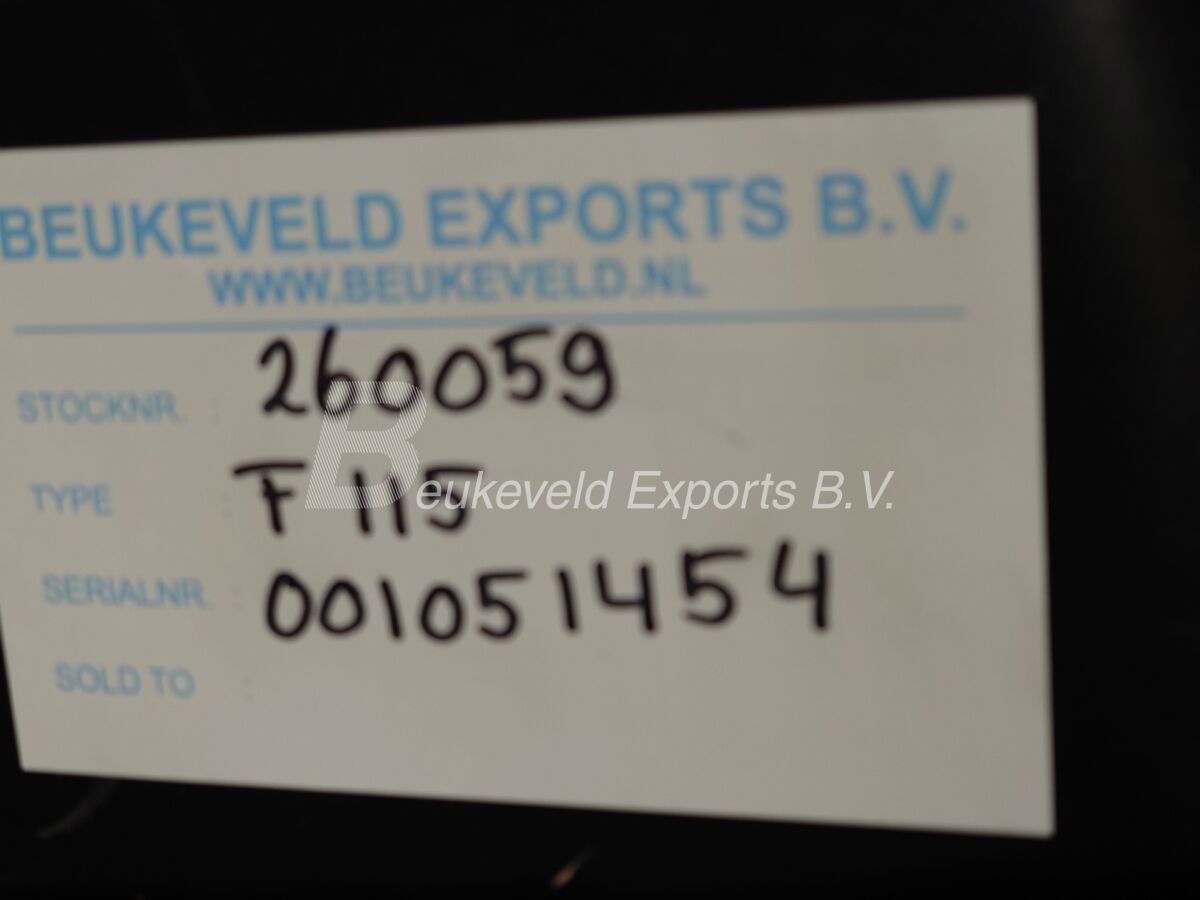 BEUKEVELD EXPORTS B.V.
WWW.BEUKEVELD.NL
STOCKNR. : 260059
TYPE : F 115
Beukeveld Exports B.V.
SERIALNR. : 001051454
SOLD TO :